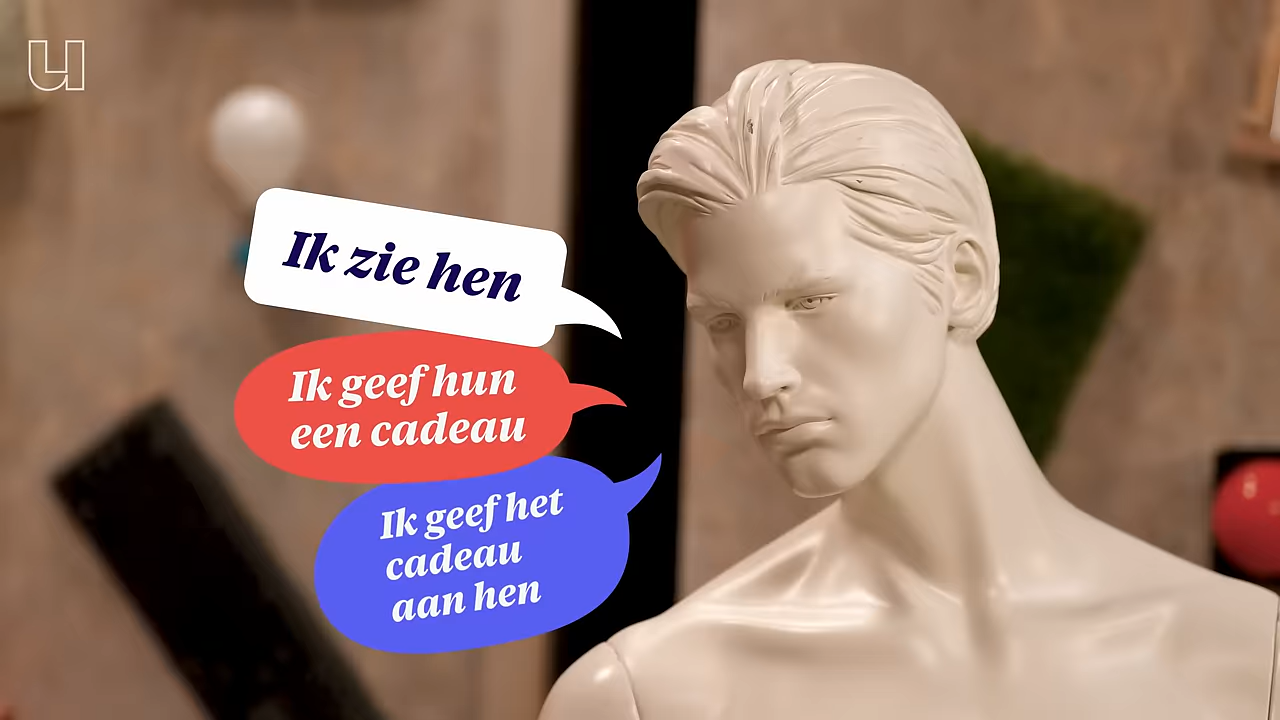 u
Ik zie hen
Ik geef hun
een cadeau
Ik geef het
cadeau
aan hen